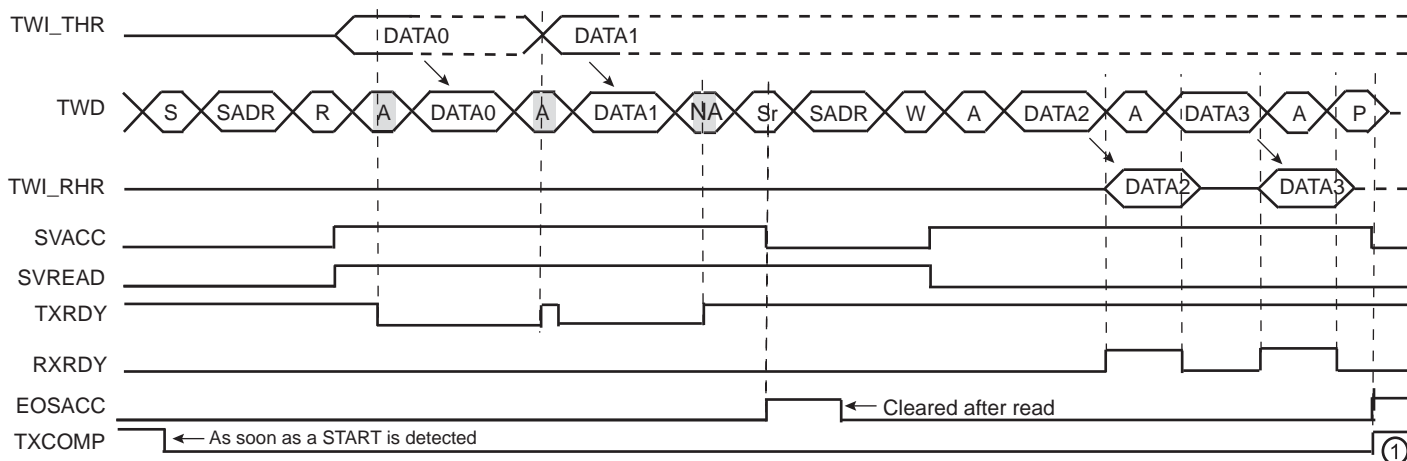 TWI_THR DATA0 DATA1
TWD S SADR R A DATA0 A DATA1 NA Sr SADR W A DATA2 A DATA3 A P
TWI_RHR DATA2 DATA3
SVACC
SVREAD
TXRDY
RXRDY
EOSACC Cleared after read
TXCOMP As soon as a START is detected 1